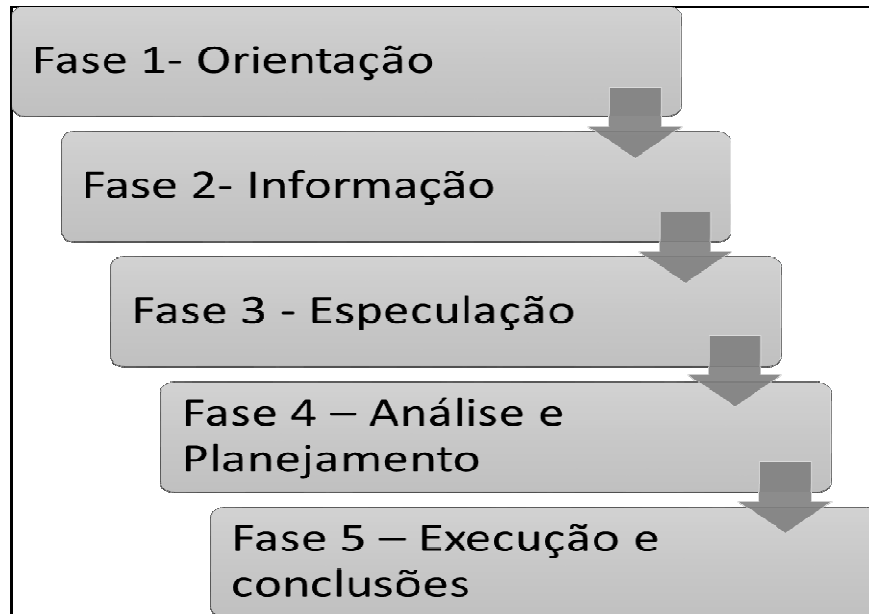 Fase 1- Orientação
Fase 2- Informação
Fase 3 - Especulação
Fase 4 – Análise e
Planejamento
Fase 5 – Execução e
conclusões